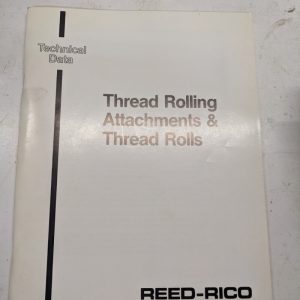 Technical
Data
Thread Rolling
Attachments &
Thread Rolls
REED-RICO